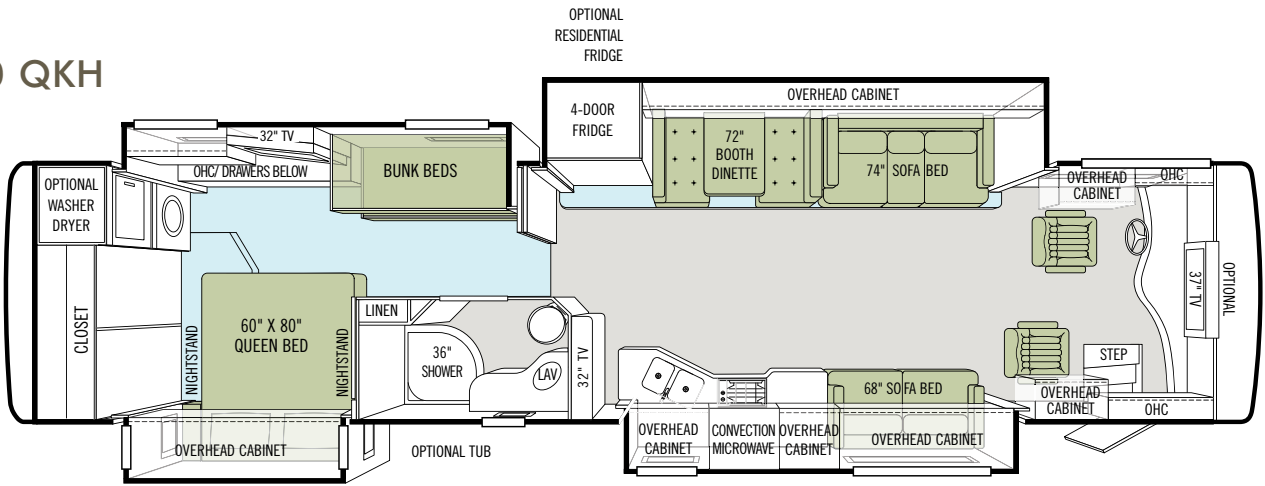 QKH
OPTIONAL
RESIDENTIAL
FRIDGE
4-DOOR
FRIDGE
OVERHEAD CABINET
72"
BOOTH
DINETTE
74" SOFA BED
32" TV
OHC/ DRAWERS BELOW
BUNK BEDS
OVERHEAD
CABINET
OHC
OPTIONAL
WASHER
DRYER
CLOSET
NIGHTSTAND
60" X 80"
QUEEN BED
NIGHTSTAND
LINEN
36"
SHOWER
LAV
32" TV
37" TV
OPTIONAL
STEP
68" SOFA BED
OVERHEAD
CABINET
OHC
OVERHEAD CABINET
OPTIONAL TUB
OVERHEAD
CABINET
CONVECTION
MICROWAVE
OVERHEAD
CABINET
OVERHEAD CABINET